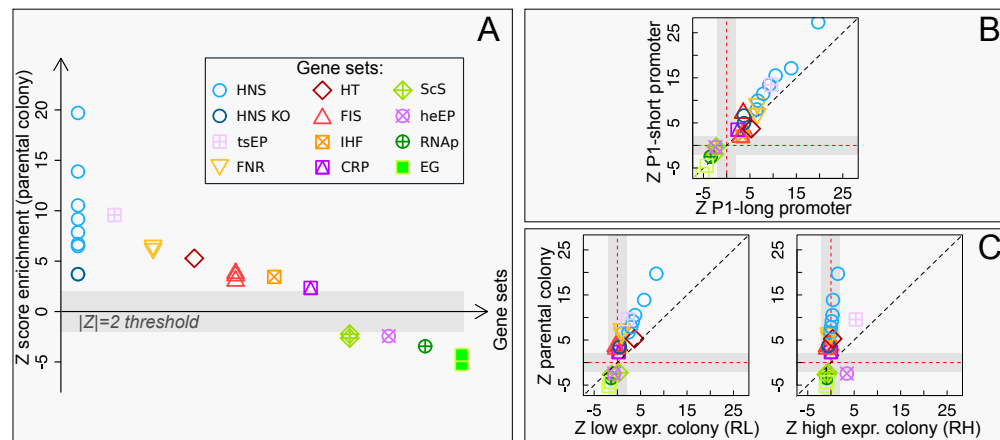 A
Z score enrichment (parental colony)
20
15
10
5
0
-5
Gene sets:
HNS
HT
ScS
HNS KO
FIS
heEP
tsEP
IHF
RNAp
FNR
CRP
EG
|Z|=2 threshold
Gene sets
B
Z P1-short promoter
-5 5 15 25
-5 5 15 25
Z P1-long promoter
C
Z parental colony
-5 5 15 25
-5 5 15 25
Z low expr. colony (RL)
-5 5 15 25
-5 5 15 25
Z high expr. colony (RH)